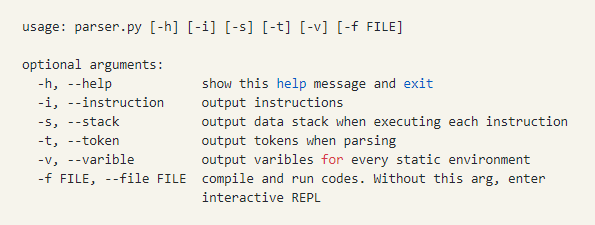 usage: parser.py [-h] [-i] [-s] [-t] [-v] [-f FILE]
optional arguments:
-h, --help show this help message and exit
-i, --instruction output instructions
-s, --stack output data stack when executing each instruction
-t, --token output tokens when parsing
-v, --varible output varibles for every static environment
-f FILE, --file FILE compile and run codes. Without this arg, enter
interactive REPL